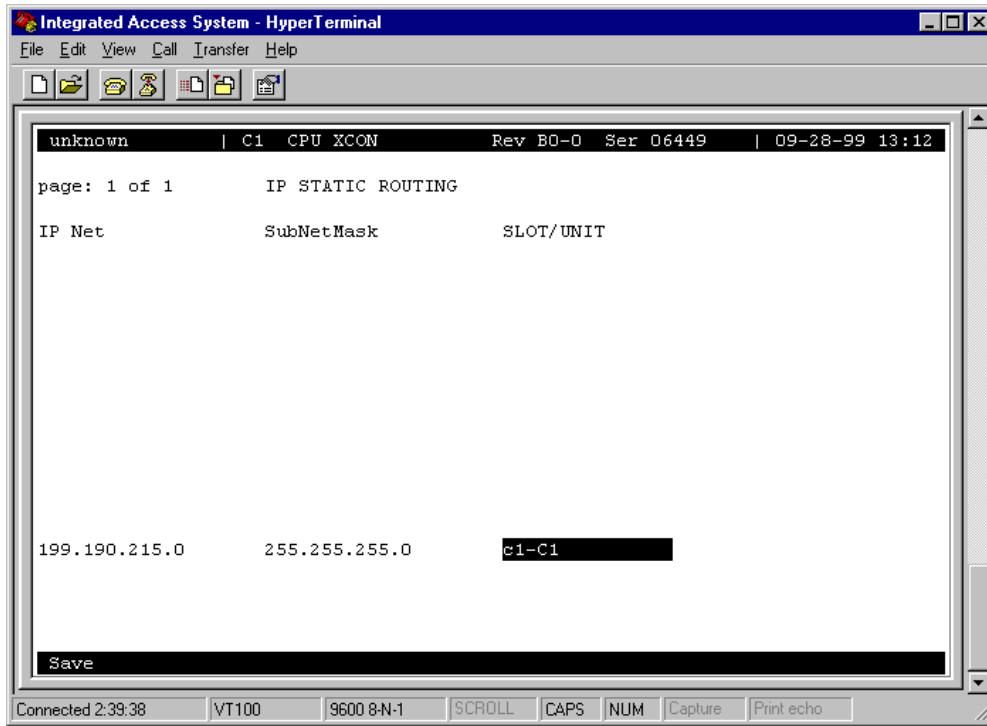 Integrated Access System - HyperTerminal
File Edit View Call Transfer Help
unknown | C1 CPU XCON Rev B0-0 Ser 06449 | 09-28-99 13:12
page: 1 of 1 IP STATIC ROUTING
IP Net SubNetMask SLOT/UNIT
199.190.215.0 255.255.255.0 c1-C1
Save
Connected 2:39:38 VT100 9600 8-N-1 SCROLL CAPS NUM Capture Print echo